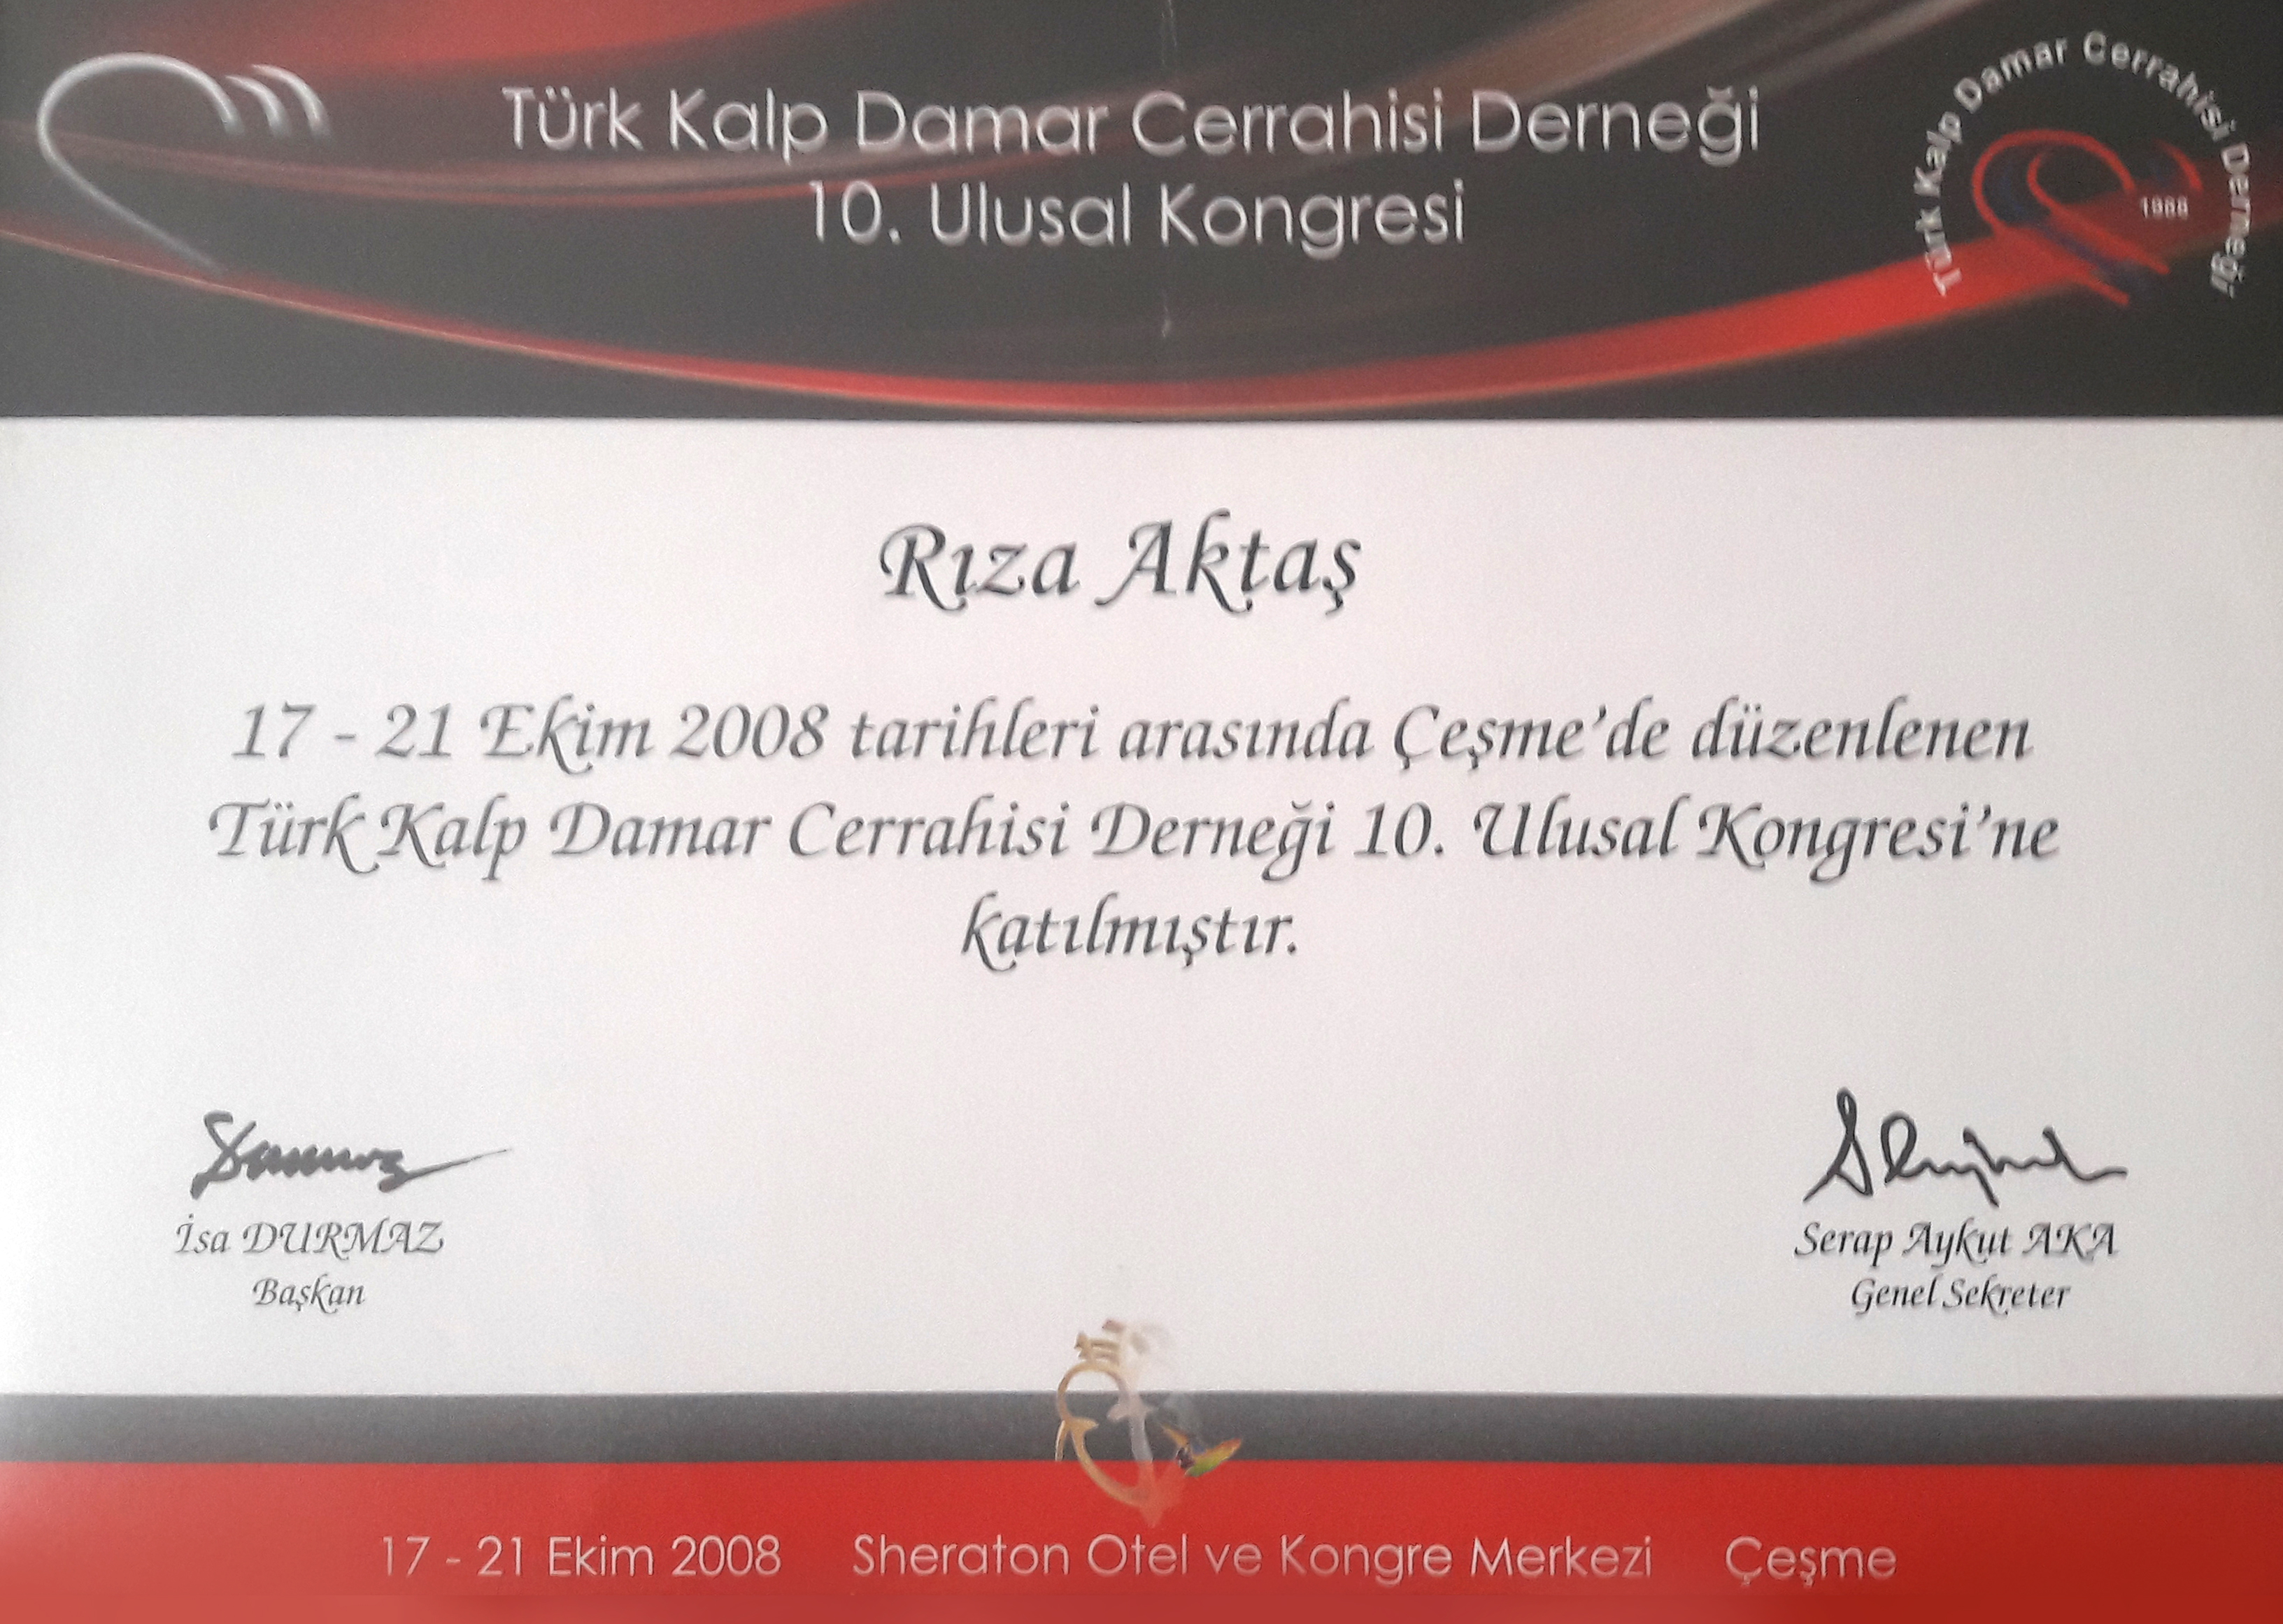 Türk Kalp Damar Cerrahisi Derneği
10. Ulusal Kongresi
Türk Kalp Damar Cerrahisi Derneği
1988
Rıza Aktaş
17 - 21 Ekim 2008 tarihleri arasında Çeşme'de düzenlenen
Türk Kalp Damar Cerrahisi Derneği 10. Ulusal Kongresi'ne
katılmıştır.
İsa DURMAZ
Başkan
Serap Aykut AKA
Genel Sekreter
17 - 21 Ekim 2008 Sheraton Otel ve Kongre Merkezi Çeşme